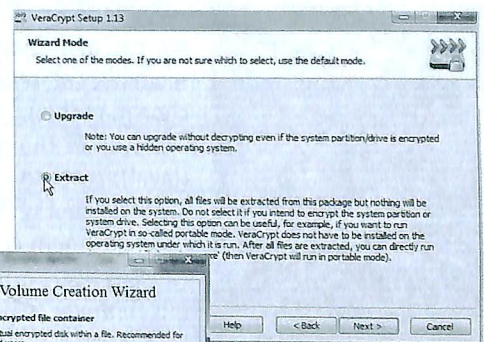 VeraCrypt Setup 1.13
Wizard Mode
Select one of the modes. If you are not sure which to select, use the default mode.
Upgrade
Note: You can upgrade without decrypting even if the system partition/drive is encrypted
or you use a hidden operating system.
Extract
If you select this option, all files will be extracted from this package but nothing will be
installed on the system. Do not select it if you intend to encrypt the system partition or
system drive. Selecting this option can be useful, for example, if you want to run
VeraCrypt in so-called portable mode. VeraCrypt does not have to be installed on the
operating system under which it is run. After all files are extracted, you can directly run
(then VeraCrypt will run in portable mode).
Volume Creation Wizard
encrypted file container
encrypted disk within a file. Recommended for
Help
< Back
Next >
Cancel